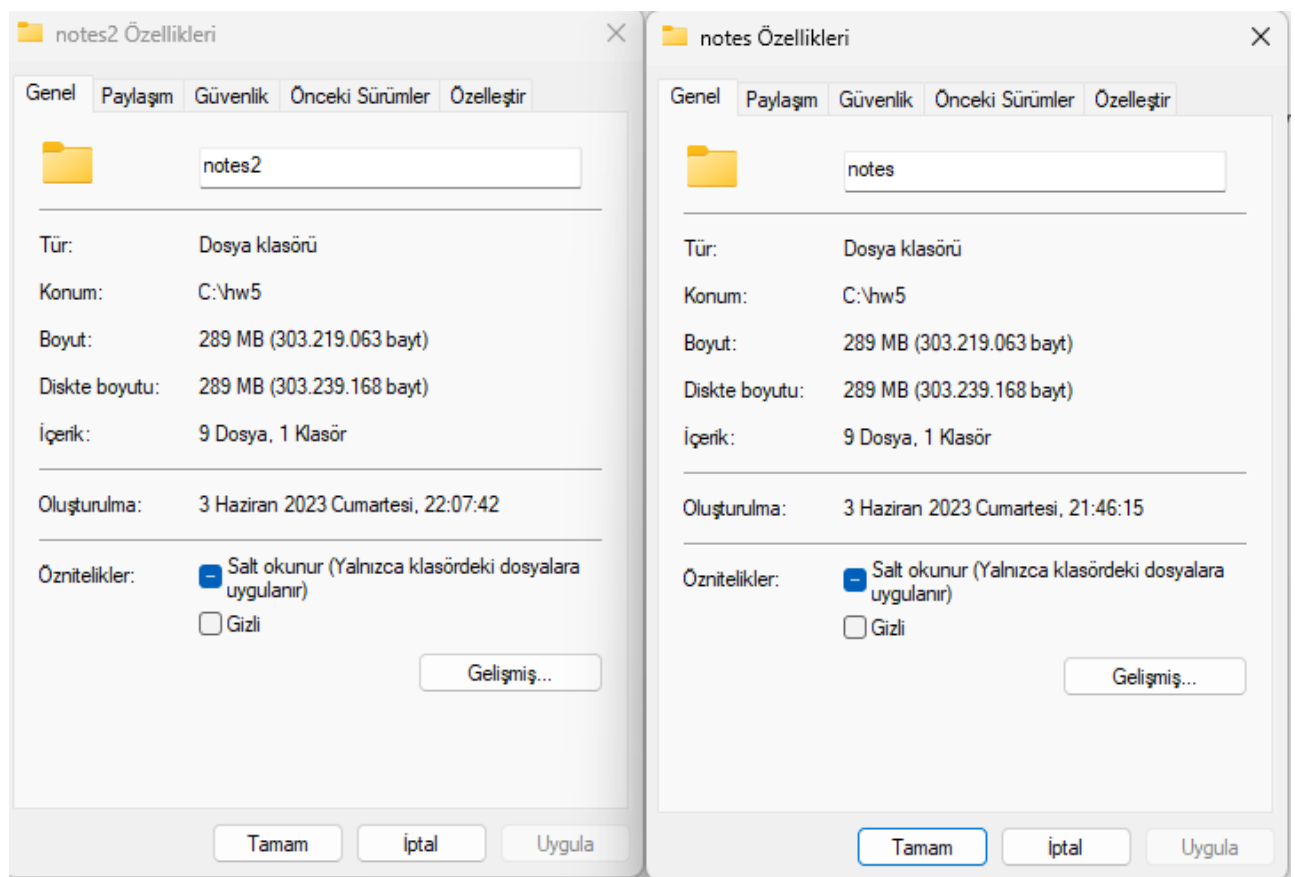 notes2 Özellikleri
Genel Paylaşım Güvenlik Önceki Sürümler Özelleştir
notes2
Tür: Dosya klasörü
Konum: C:\hw5
Boyut: 289 MB (303.219.063 bayt)
Diskte boyutu: 289 MB (303.239.168 bayt)
İçerik: 9 Dosya, 1 Klasör
Oluşturulma: 3 Haziran 2023 Cumartesi, 22:07:42
Öznitelikler: Salt okunur (Yalnızca klasördeki dosyalara
uygulanır)
Gizli
Gelişmiş...
Tamam İptal Uygula
notes Özellikleri
Genel Paylaşım Güvenlik Önceki Sürümler Özelleştir
notes
Tür: Dosya klasörü
Konum: C:\hw5
Boyut: 289 MB (303.219.063 bayt)
Diskte boyutu: 289 MB (303.239.168 bayt)
İçerik: 9 Dosya, 1 Klasör
Oluşturulma: 3 Haziran 2023 Cumartesi, 21:46:15
Öznitelikler: Salt okunur (Yalnızca klasördeki dosyalara
uygulanır)
Gizli
Gelişmiş...
Tamam İptal Uygula